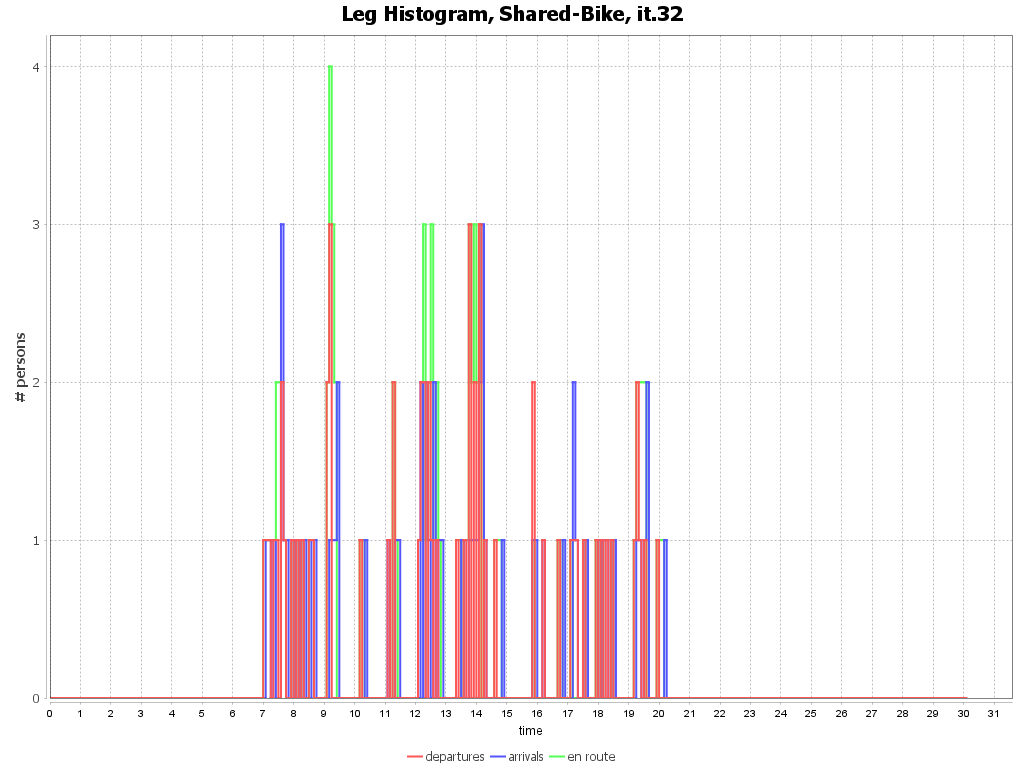 Leg Histogram, Shared-Bike, it.32
# persons
4
3
2
1
0
0 1 2 3 4 5 6 7 8 9 10 11 12 13 14 15 16 17 18 19 20 21 22 23 24 25 26 27 28 29 30 31
time
departures arrivals en route